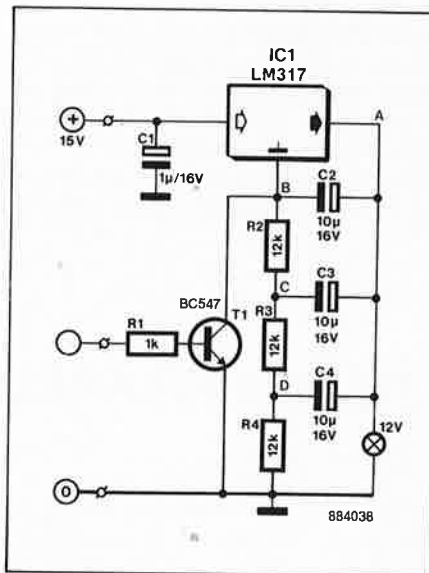 IC1
LM317
A
+
15V
C1
1µ/16V
B
C2
10µ
16V
R2
12k
C
BC547
T1
R1
1k
R3
12k
C3
10µ
16V
D
C4
10µ
16V
R4
12k
12V
0
884038